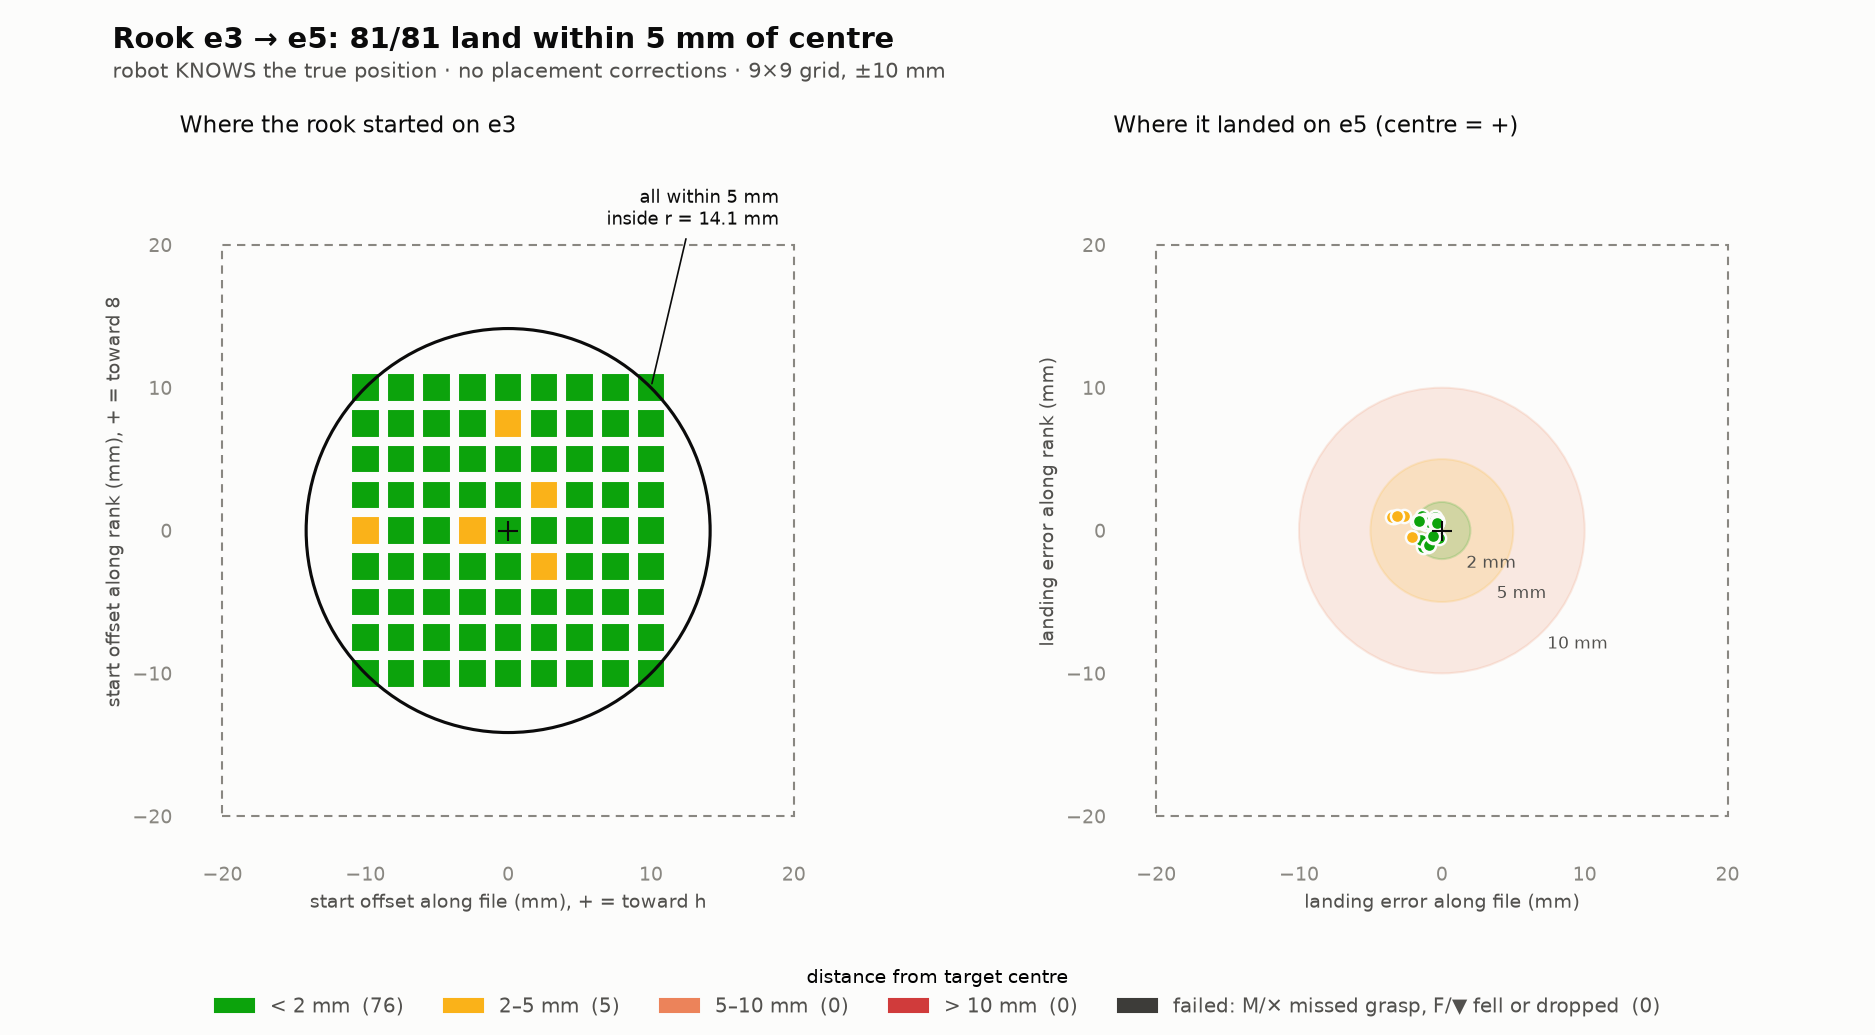 Rook e3 → e5: 81/81 land within 5 mm of centre
robot KNOWS the true position · no placement corrections · 9×9 grid, ±10 mm
Where the rook started on e3
all within 5 mm
inside r = 14.1 mm
start offset along rank (mm), + = toward 8
20
10
0
−10
−20
−20
−10
0
10
20
start offset along file (mm), + = toward h
Where it landed on e5 (centre = +)
landing error along rank (mm)
20
10
0
−10
−20
2 mm
5 mm
10 mm
−20
−10
0
10
20
landing error along file (mm)
distance from target centre
< 2 mm (76)
2–5 mm (5)
5–10 mm (0)
> 10 mm (0)
failed: M/× missed grasp, F/▼ fell or dropped (0)